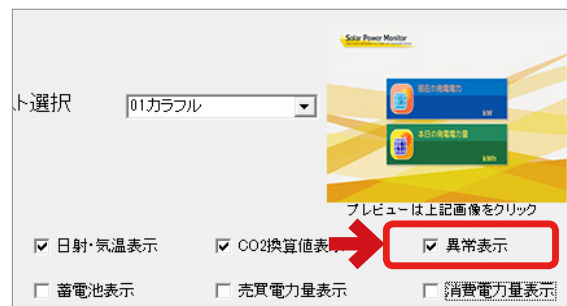 Solar Power Monitor
ト選択
01カラフル
現在の発電電力
kW
本日の発電電力量
kWh
プレビューは上記画像をクリック
日射・気温表示
CO2換算値表示
異常表示
蓄電池表示
売買電力量表示
消費電力量表示